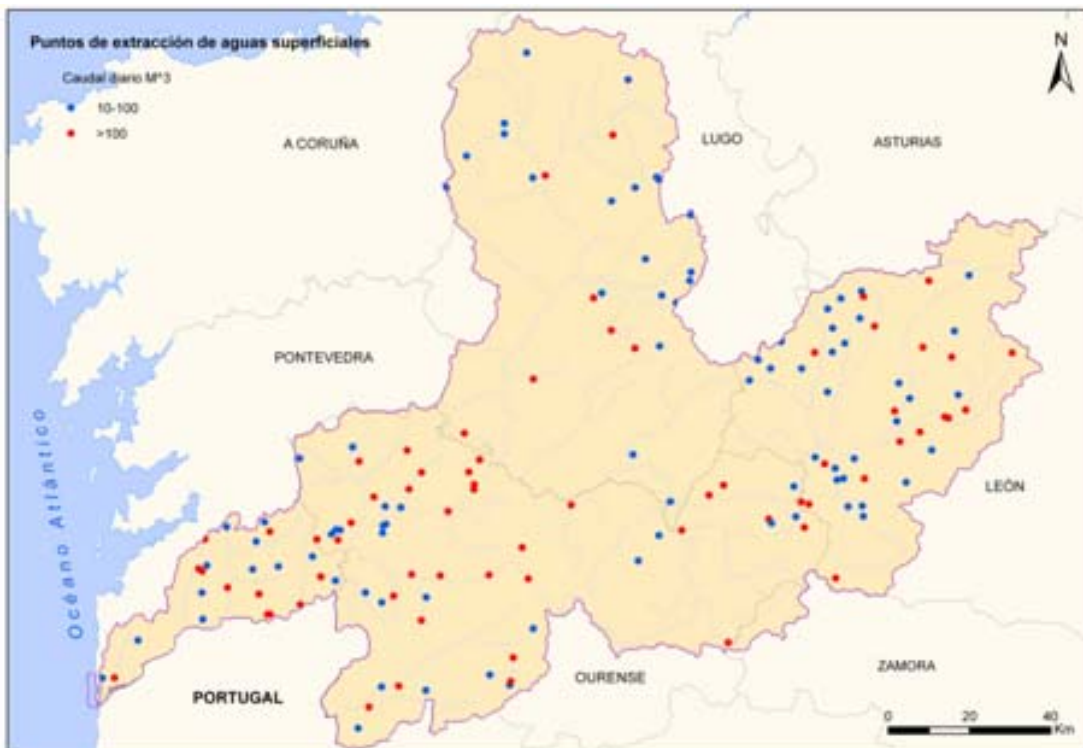 Puntos de extracción de aguas superficiales
Caudal diario M^3
10-100
>100
N
A CORUÑA
LUGO
ASTURIAS
PONTEVEDRA
LEÓN
Océano Atlántico
OURENSE
ZAMORA
PORTUGAL
0 20 40
Km